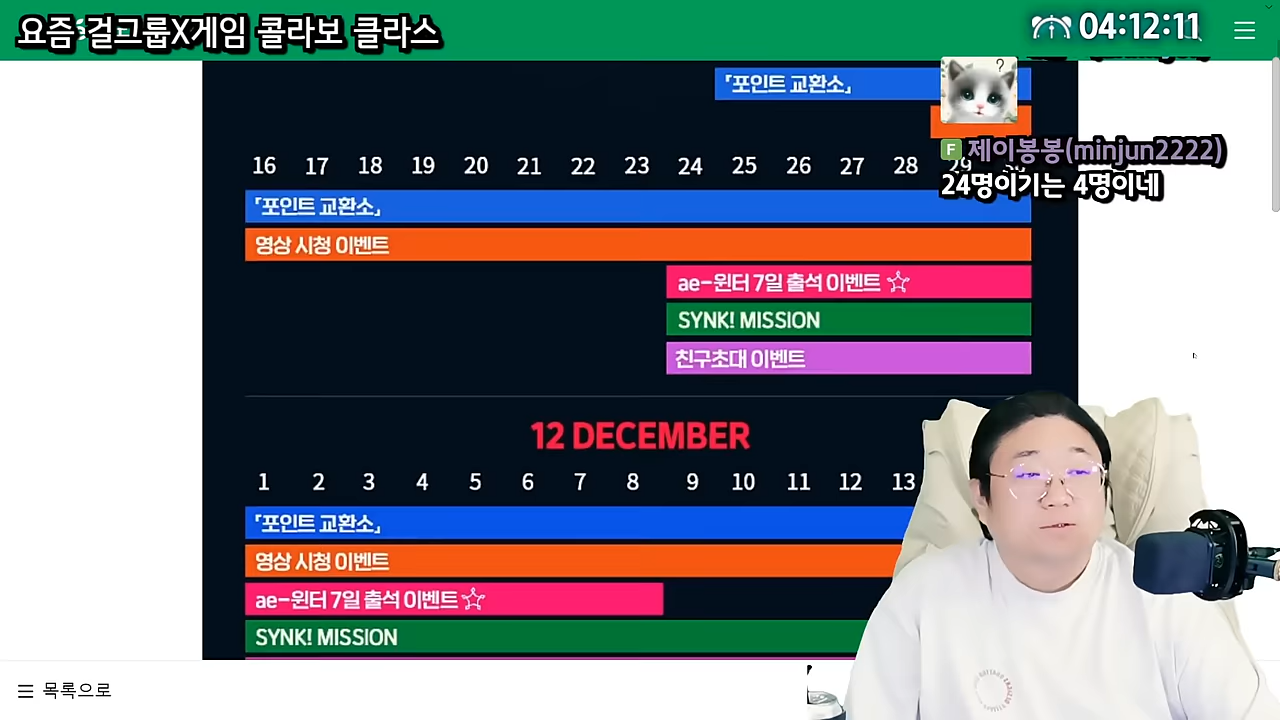 요즘 걸그룹X게임 콜라보 클라스
04:12:11
「포인트 교환소」
F 제이봉봉(minjun2222)
24명이기는 4명이네
16 17 18 19 20 21 22 23 24 25 26 27 28 29
「포인트 교환소」
영상 시청 이벤트
ae-윈터 7일 출석 이벤트 ☆
SYNK! MISSION
친구초대 이벤트
12 DECEMBER
1 2 3 4 5 6 7 8 9 10 11 12 13
「포인트 교환소」
영상 시청 이벤트
ae-윈터 7일 출석 이벤트 ☆
SYNK! MISSION
목록으로